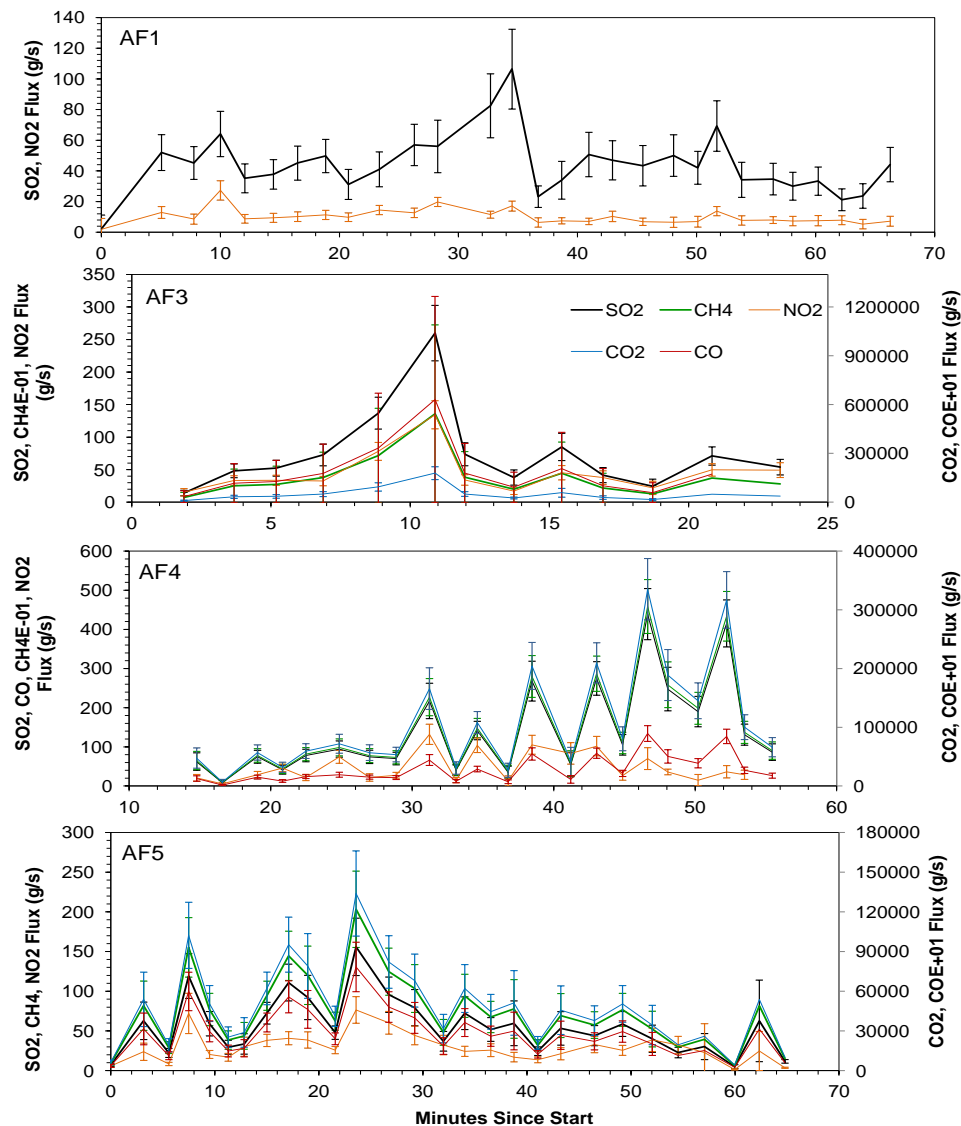 AF1
SO2, NO2 Flux (g/s)
140
120
100
80
60
40
20
0
0 10 20 30 40 50 60 70
AF3
SO2, CH4E-01, NO2 Flux
(g/s)
350
300
250
200
150
100
50
0
SO2 CH4 NO2
CO2 CO
1200000
900000
600000
300000
0
CO2, COE+01 Flux (g/s)
0 5 10 15 20 25
AF4
SO2, CO, CH4E-01, NO2
Flux (g/s)
600
500
400
300
200
100
0
400000
300000
200000
100000
0
CO2, COE+01 Flux (g/s)
10 20 30 40 50 60
AF5
SO2, CH4, NO2 Flux (g/s)
300
250
200
150
100
50
0
180000
150000
120000
90000
60000
30000
0
CO2, COE+01 Flux (g/s)
0 10 20 30 40 50 60 70
Minutes Since Start